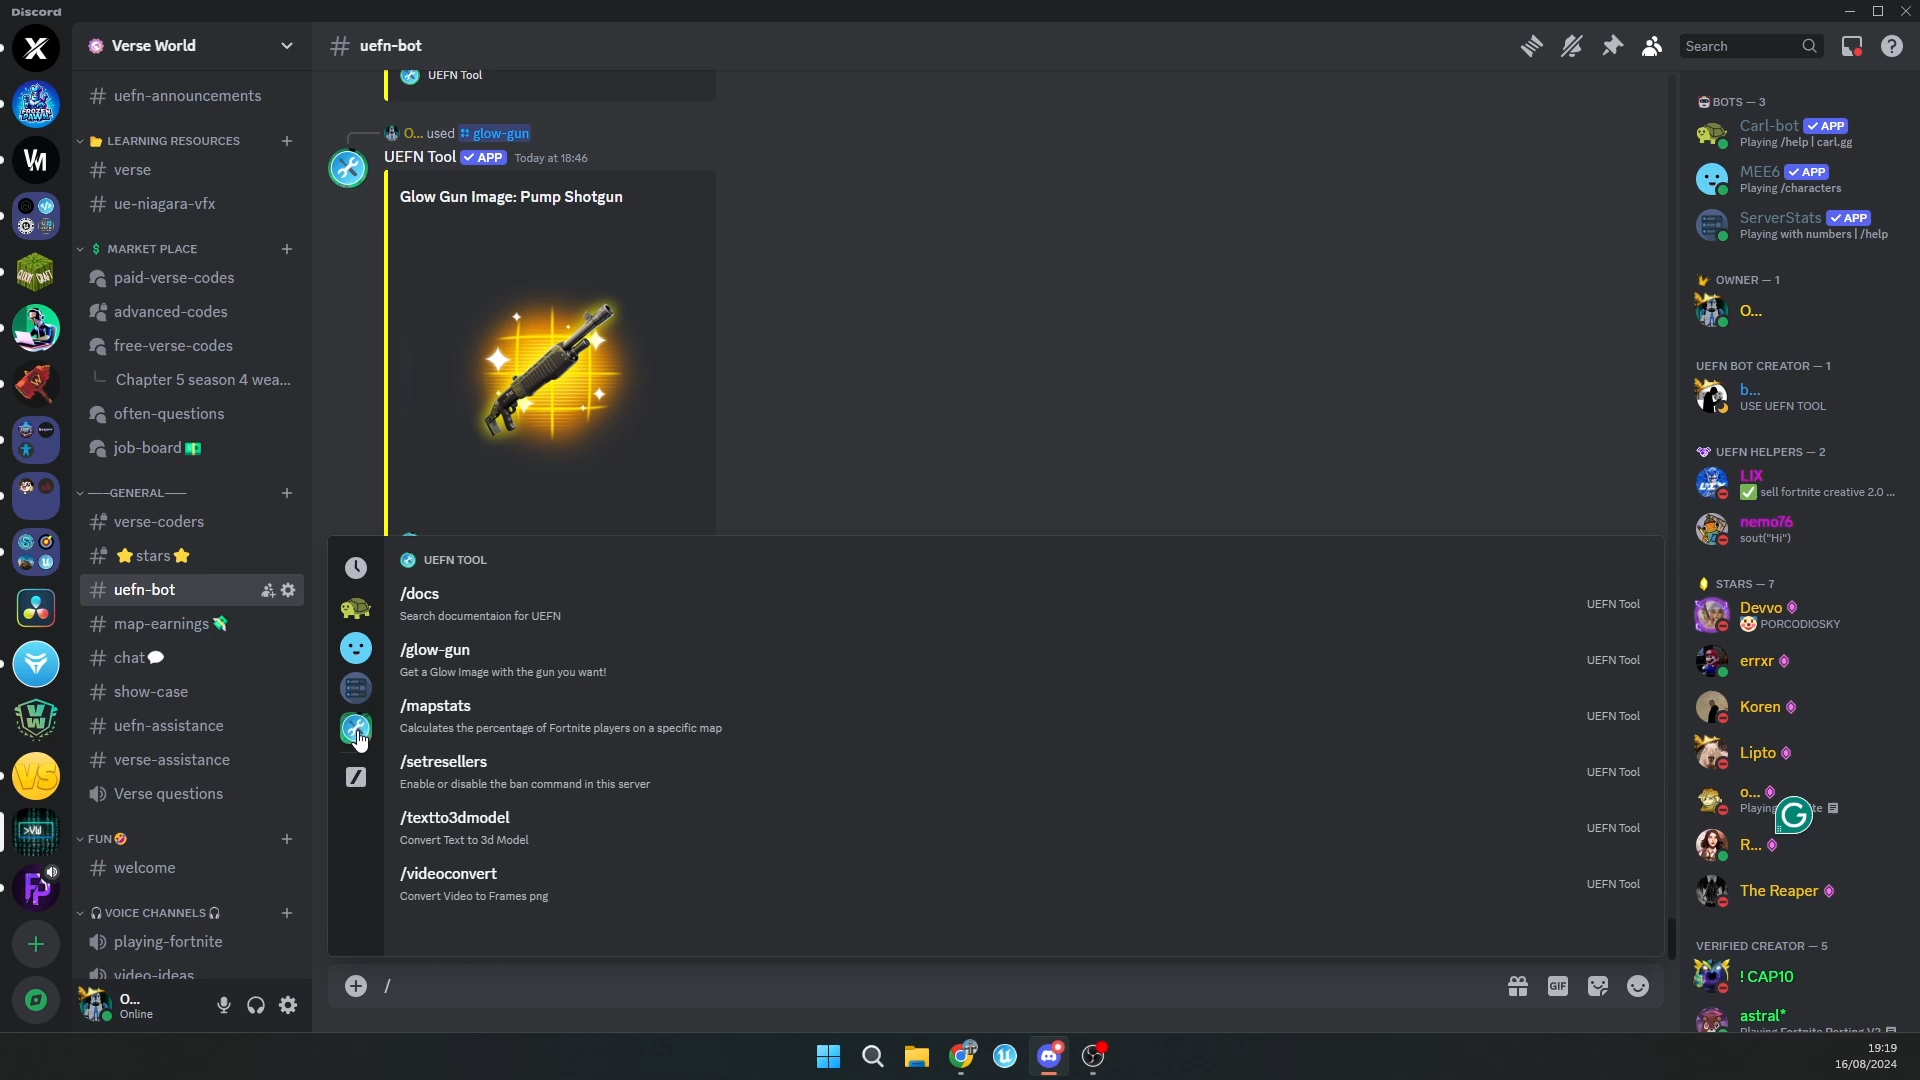 Discord
Verse World
uefn-announcements
LEARNING RESOURCES
verse
ue-niagara-vfx
$ MARKET PLACE
paid-verse-codes
advanced-codes
free-verse-codes
Chapter 5 season 4 wea...
often-questions
job-board
——GENERAL——
verse-coders
stars
uefn-bot
map-earnings
chat
show-case
uefn-assistance
verse-assistance
Verse questions
FUN
welcome
VOICE CHANNELS
playing-fortnite
video-ideas
O...
Online
# uefn-bot
Search
UEFN Tool
O... used glow-gun
UEFN Tool ✓ APP Today at 18:46
Glow Gun Image: Pump Shotgun
UEFN TOOL
/docs
Search documentaion for UEFN
UEFN Tool
/glow-gun
Get a Glow Image with the gun you want!
UEFN Tool
/mapstats
Calculates the percentage of Fortnite players on a specific map
UEFN Tool
/setresellers
Enable or disable the ban command in this server
UEFN Tool
/textto3dmodel
Convert Text to 3d Model
UEFN Tool
/videoconvert
Convert Video to Frames png
UEFN Tool
/
GIF
BOTS — 3
Carl-bot ✓ APP
Playing /help | carl.gg
MEE6 ✓ APP
Playing /characters
ServerStats ✓ APP
Playing with numbers | /help
OWNER — 1
O...
UEFN BOT CREATOR — 1
b...
USE UEFN TOOL
UEFN HELPERS — 2
LIX
sell fortnite creative 2.0 ...
nemo76
sout("Hi")
STARS — 7
Devvo
PORCODIOSKY
errxr
Koren
Lipto
o...
Playing
R...
The Reaper
VERIFIED CREATOR — 5
! CAP10
astral*
Playing Fortnite Porting V2
19:19
16/08/2024